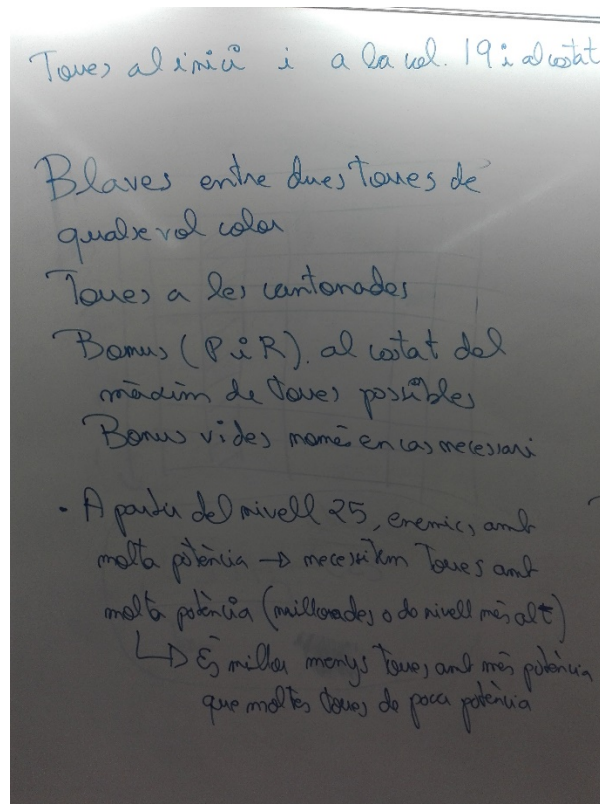 Torres al inici i a la col. 19 i al costat
Blaves entre dues torres de
qualsevol color
Torres a les cantonades
Bonus (P i R). al costat del
màxim de torres possibles
Bonus vides només en cas necessari
· A partir del nivell 25, enemics amb
molta potència → necessitem torres amb
molta potència (millorades o de nivell més alt)
↳ És millor menys torres amb més potència
que moltes torres de poca potència